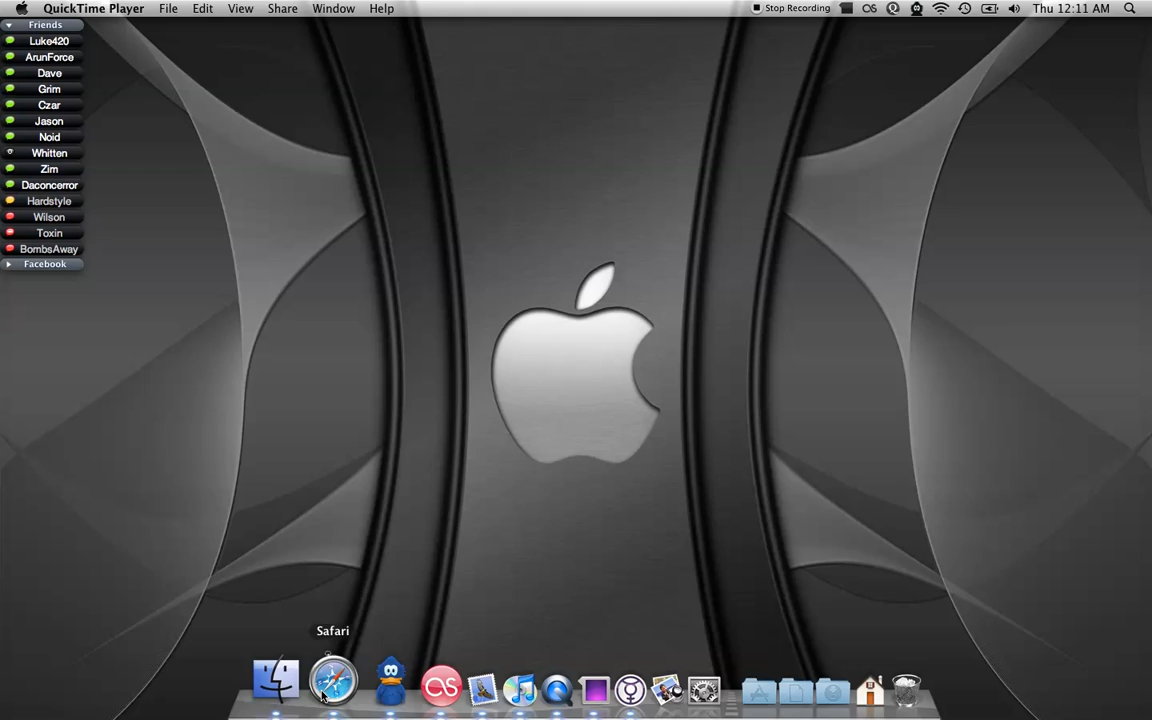 QuickTime Player File Edit View Share Window Help Stop Recording Thu 12:11 AM
Friends
Luke420
ArunForce
Dave
Grim
Czar
Jason
Noid
Whitten
Zim
Daconcerror
Hardstyle
Wilson
Toxin
BombsAway
Facebook
Safari